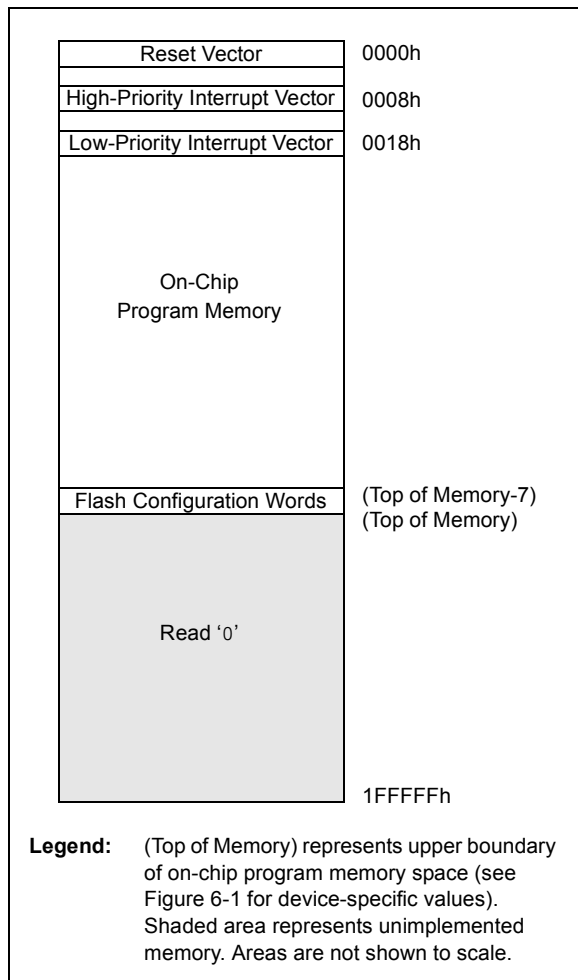 Reset Vector 0000h
High-Priority Interrupt Vector 0008h
Low-Priority Interrupt Vector 0018h
On-Chip
Program Memory
Flash Configuration Words (Top of Memory-7)
(Top of Memory)
Read ‘0’
1FFFFFh
Legend: (Top of Memory) represents upper boundary
of on-chip program memory space (see
Figure 6-1 for device-specific values).
Shaded area represents unimplemented
memory. Areas are not shown to scale.